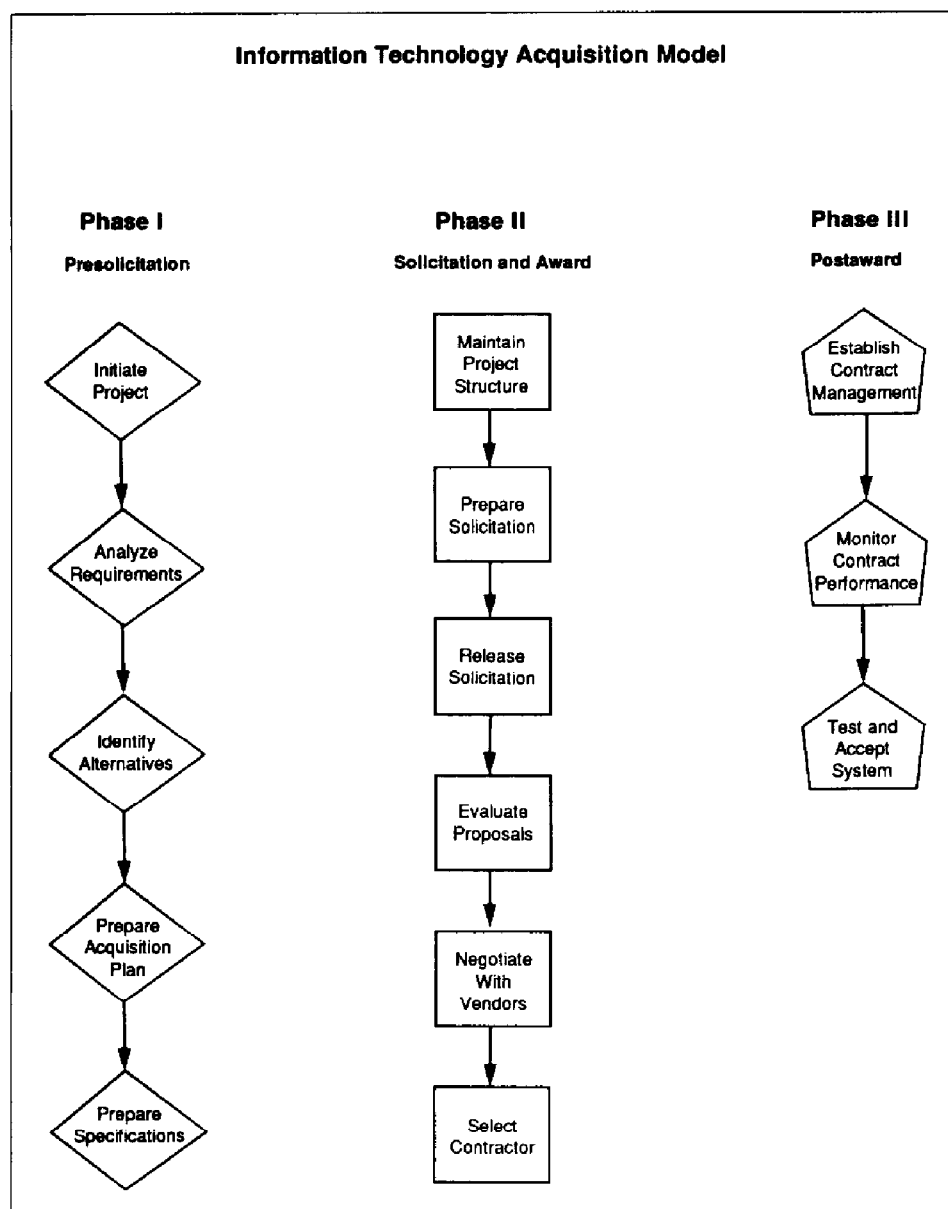 Information Technology Acquisition Model
Phase I
Presolicitation
Initiate
Project
Analyze
Requirements
Identify
Alternatives
Prepare
Acquisition
Plan
Prepare
Specifications
Phase II
Solicitation and Award
Maintain
Project
Structure
Prepare
Solicitation
Release
Solicitation
Evaluate
Proposals
Negotiate
With
Vendors
Select
Contractor
Phase III
Postaward
Establish
Contract
Management
Monitor
Contract
Performance
Test and
Accept
System